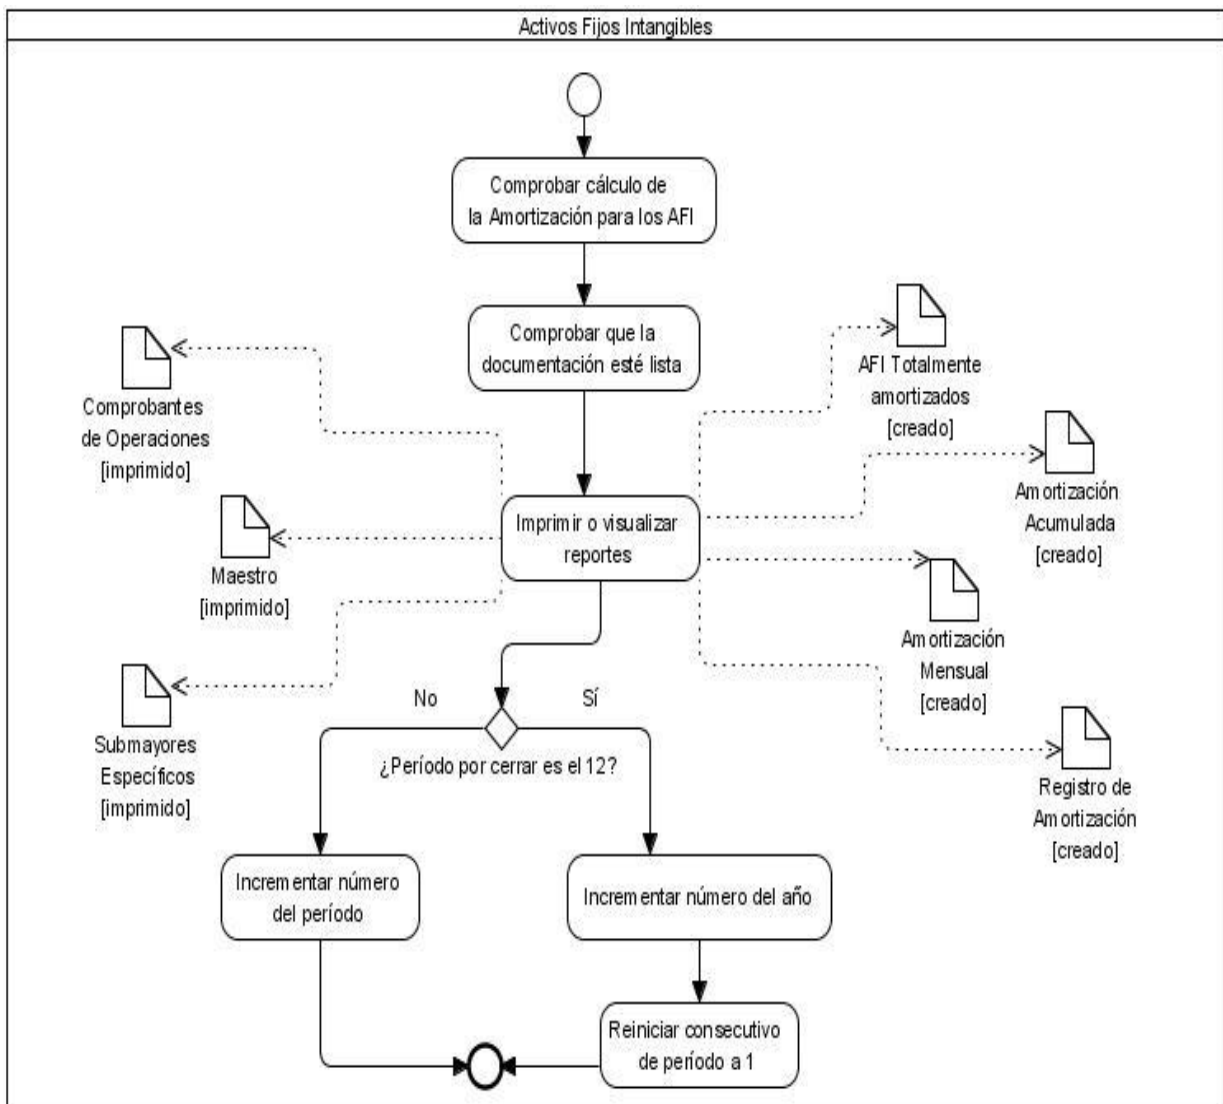 Activos Fijos Intangibles
Comprobar cálculo de
la Amortización para los AFI
Comprobar que la
documentación esté lista
Comprobantes
de Operaciones
[imprimido]
AFI Totalmente
amortizados
[creado]
Amortización
Acumulada
[creado]
Imprimir o visualizar
reportes
Maestro
[imprimido]
Amortización
Mensual
[creado]
Submayores
Específicos
[imprimido]
No
Sí
¿Período por cerrar es el 12?
Registro de
Amortización
[creado]
Incrementar número
del período
Incrementar número del año
Reiniciar consecutivo
de período a 1